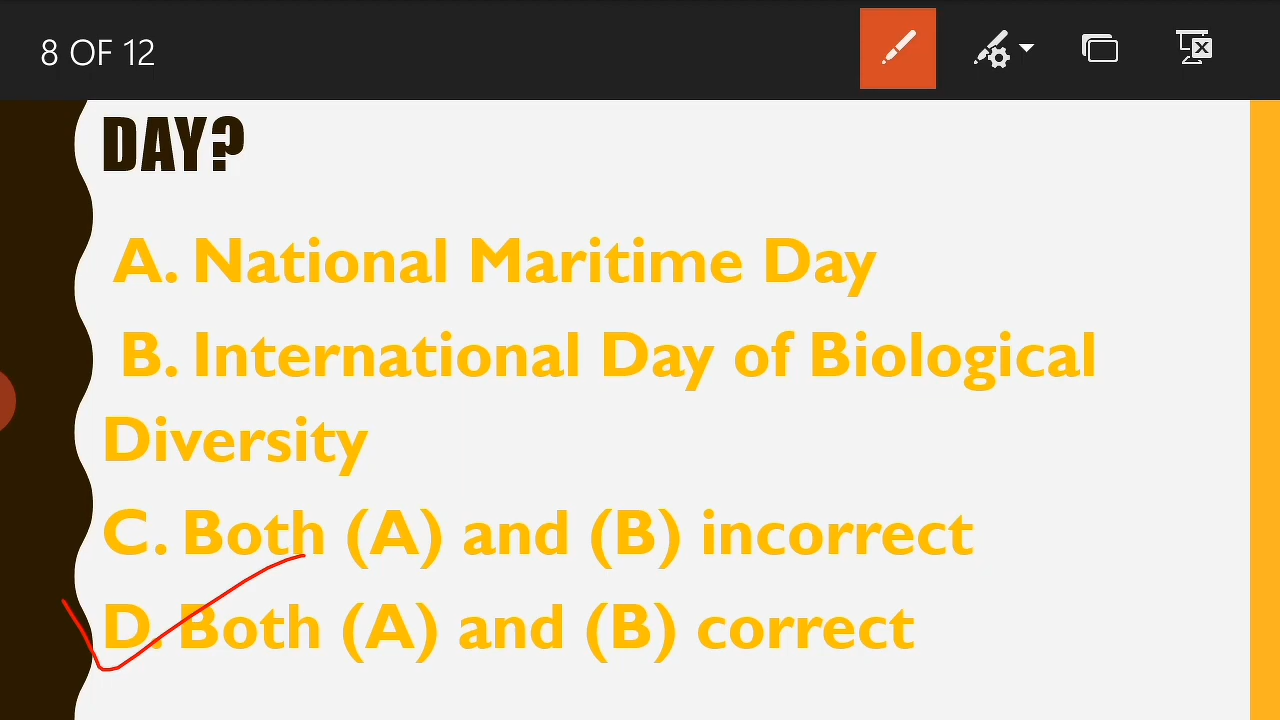 8 OF 12
DAY?
A. National Maritime Day
B. International Day of Biological
Diversity
C. Both (A) and (B) incorrect
D. Both (A) and (B) correct